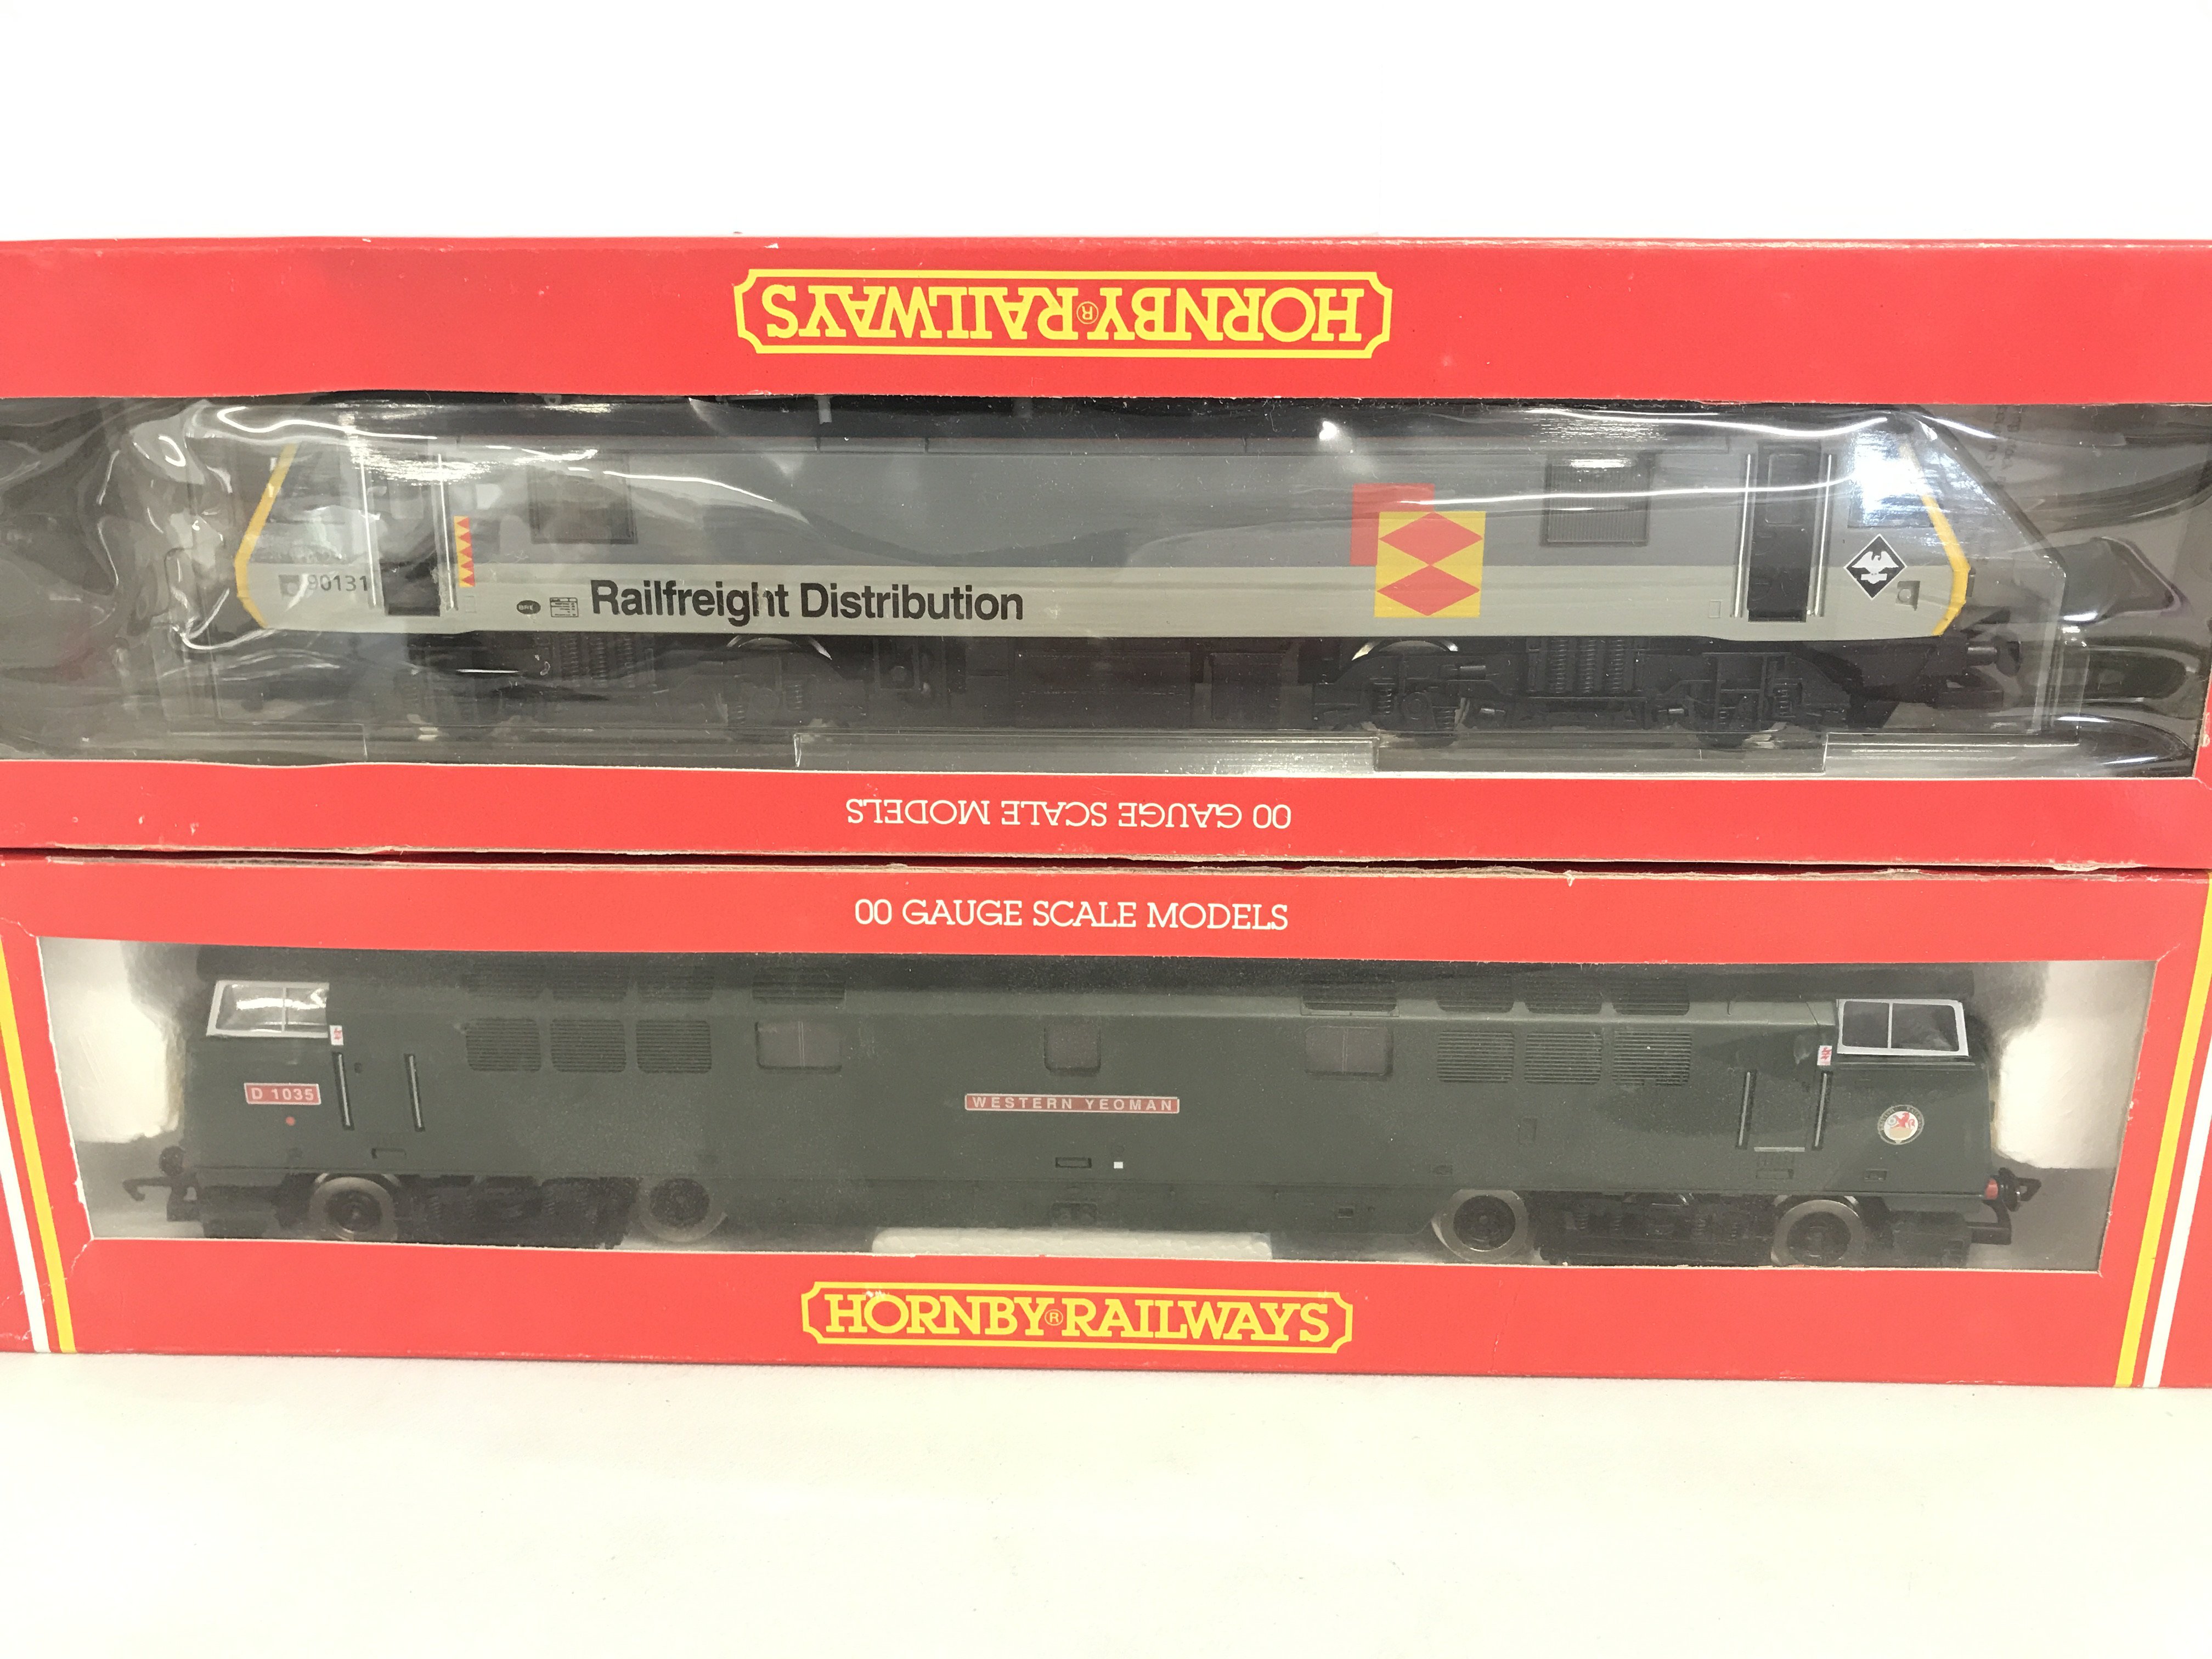 HORNBY®RAILWAYS
90131
Railfreight Distribution
00 GAUGE SCALE MODELS
00 GAUGE SCALE MODELS
D 1035
WESTERN YEOMAN
HORNBY®RAILWAYS